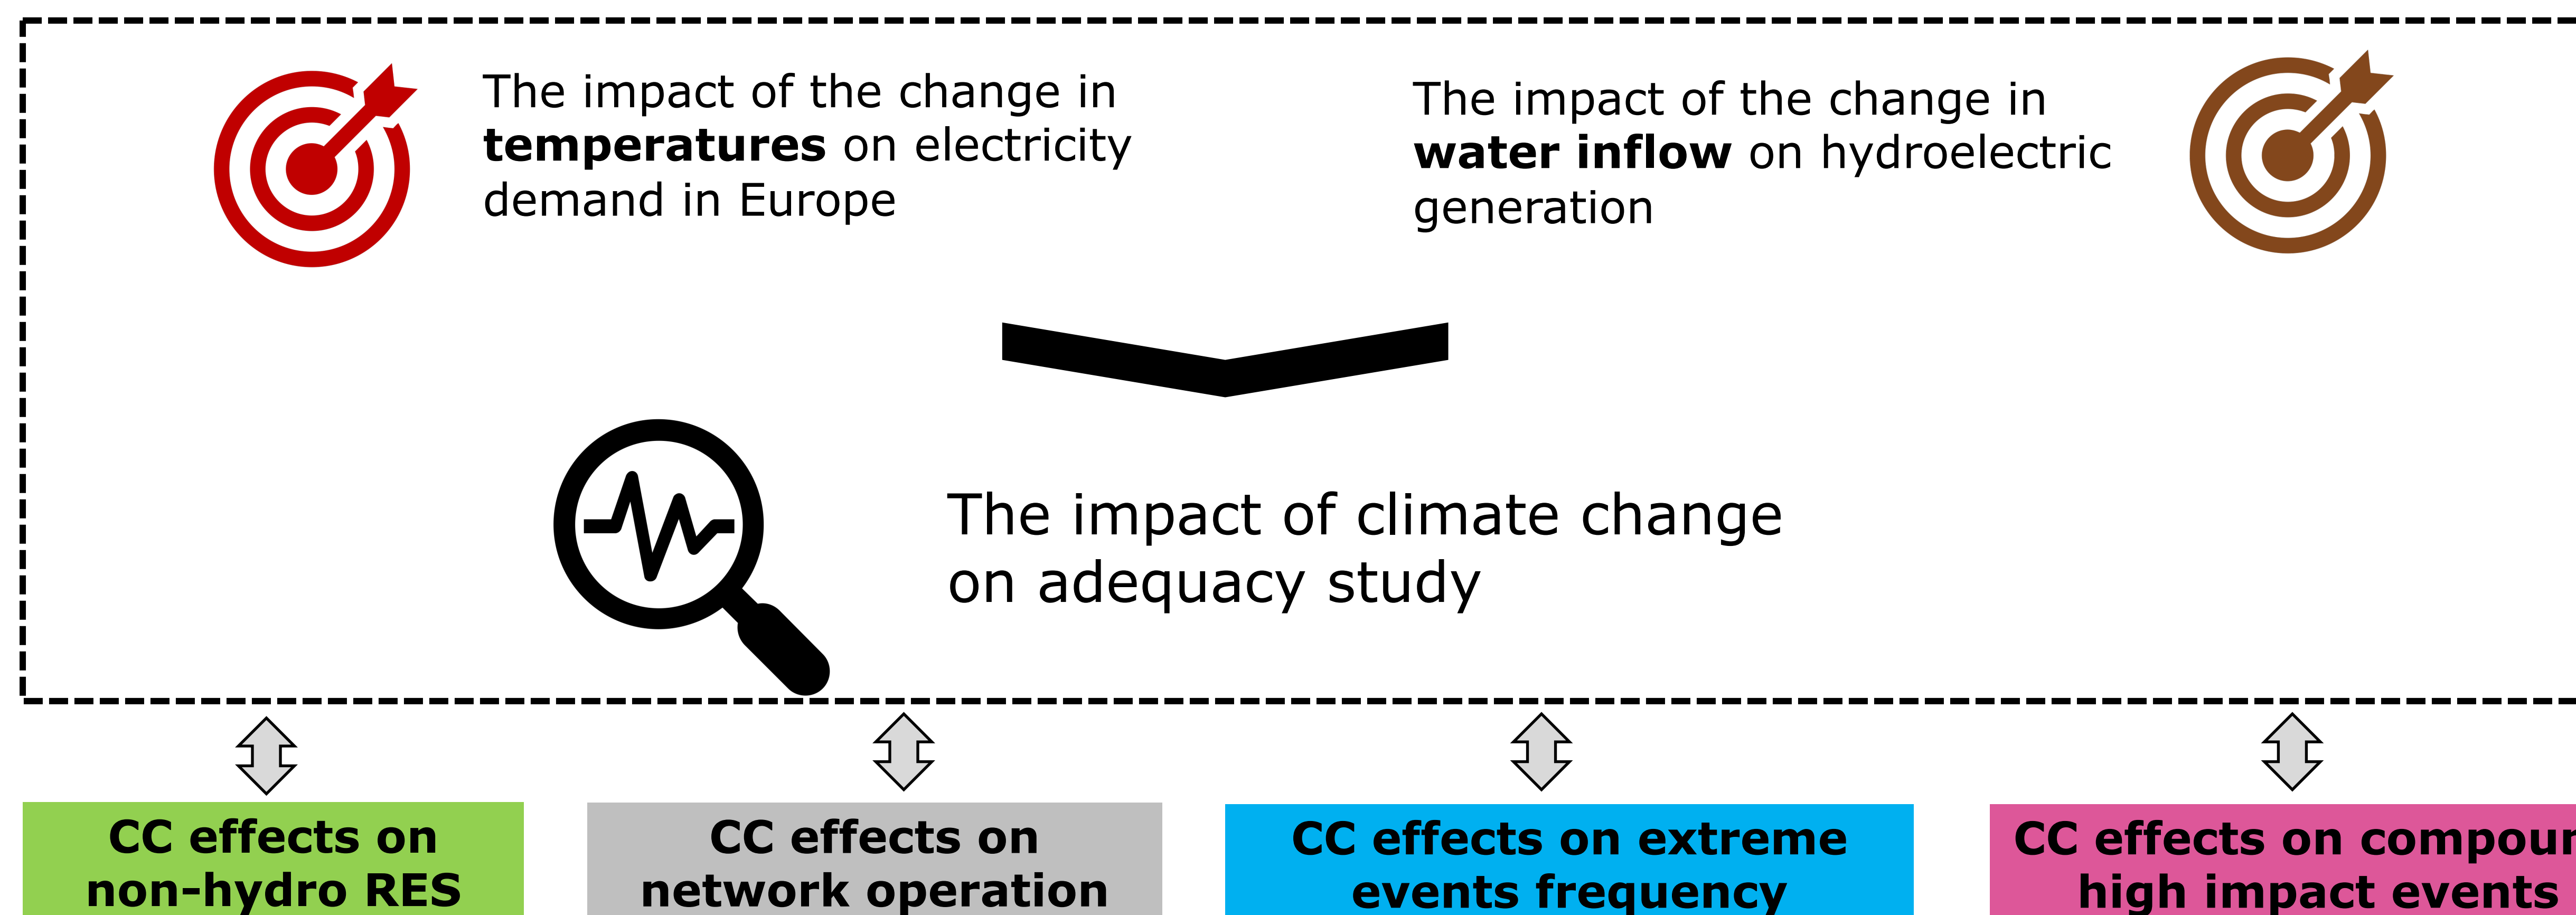 The impact of the change in
temperatures on electricity
demand in Europe
The impact of the change in
water inflow on hydroelectric
generation
The impact of climate change
on adequacy study
CC effects on
non-hydro RES
CC effects on
network operation
CC effects on extreme
events frequency
CC effects on
high impact events